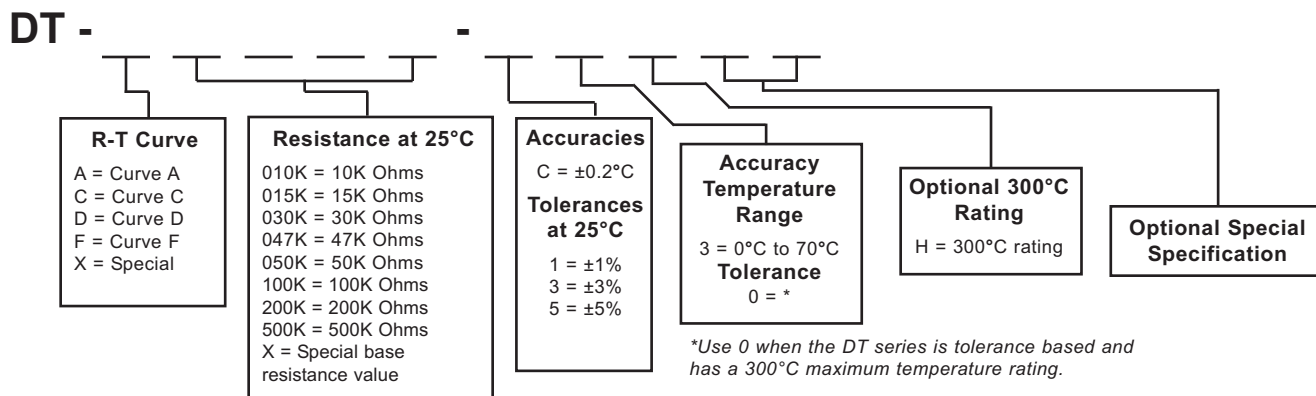 DT - -
R-T Curve
A = Curve A
C = Curve C
D = Curve D
F = Curve F
X = Special
Resistance at 25°C
010K = 10K Ohms
015K = 15K Ohms
030K = 30K Ohms
047K = 47K Ohms
050K = 50K Ohms
100K = 100K Ohms
200K = 200K Ohms
500K = 500K Ohms
X = Special base
resistance value
Accuracies
C = ±0.2°C
Tolerances
at 25°C
1 = ±1%
3 = ±3%
5 = ±5%
Accuracy
Temperature
Range
3 = 0°C to 70°C
Tolerance
0 = *
Optional 300°C
Rating
H = 300°C rating
Optional Special
Specification
*Use 0 when the DT series is tolerance based and
has a 300°C maximum temperature rating.